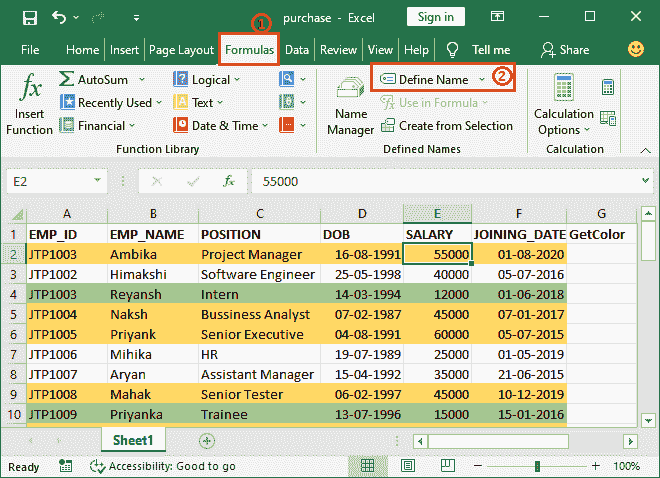 1
purchase - Excel
Sign in
File Home Insert Page Layout Formulas Data Review View Help Tell me Share
AutoSum Logical Define Name 2
Recently Used Text Use in Formula
Financial Date & Time Create from Selection
fx
Insert Function
Name Manager
Calculation Options
Function Library Defined Names Calculation
E2 fx 55000
A B C D E F G
1 EMP_ID EMP_NAME POSITION DOB SALARY JOINING_DATE GetColor
2 JTP1003 Ambika Project Manager 16-08-1991 55000 01-08-2020
3 JTP1002 Himakshi Software Engineer 25-05-1998 40000 05-07-2016
4 JTP1003 Reyansh Intern 14-03-1994 12000 01-06-2018
5 JTP1004 Naksh Bussiness Analyst 07-02-1987 45000 07-01-2017
6 JTP1005 Priyank Senior Executive 04-08-1991 60000 05-07-2015
7 JTP1006 Mihika HR 19-07-1989 25000 01-05-2019
8 JTP1007 Aryan Assistant Manager 15-04-1992 35000 21-06-2015
9 JTP1008 Mahak Senior Tester 06-02-1997 45000 10-12-2019
10 JTP1009 Priyanka Trainee 13-07-1996 15000 15-01-2016
Sheet1
Ready Accessibility: Good to go 100%